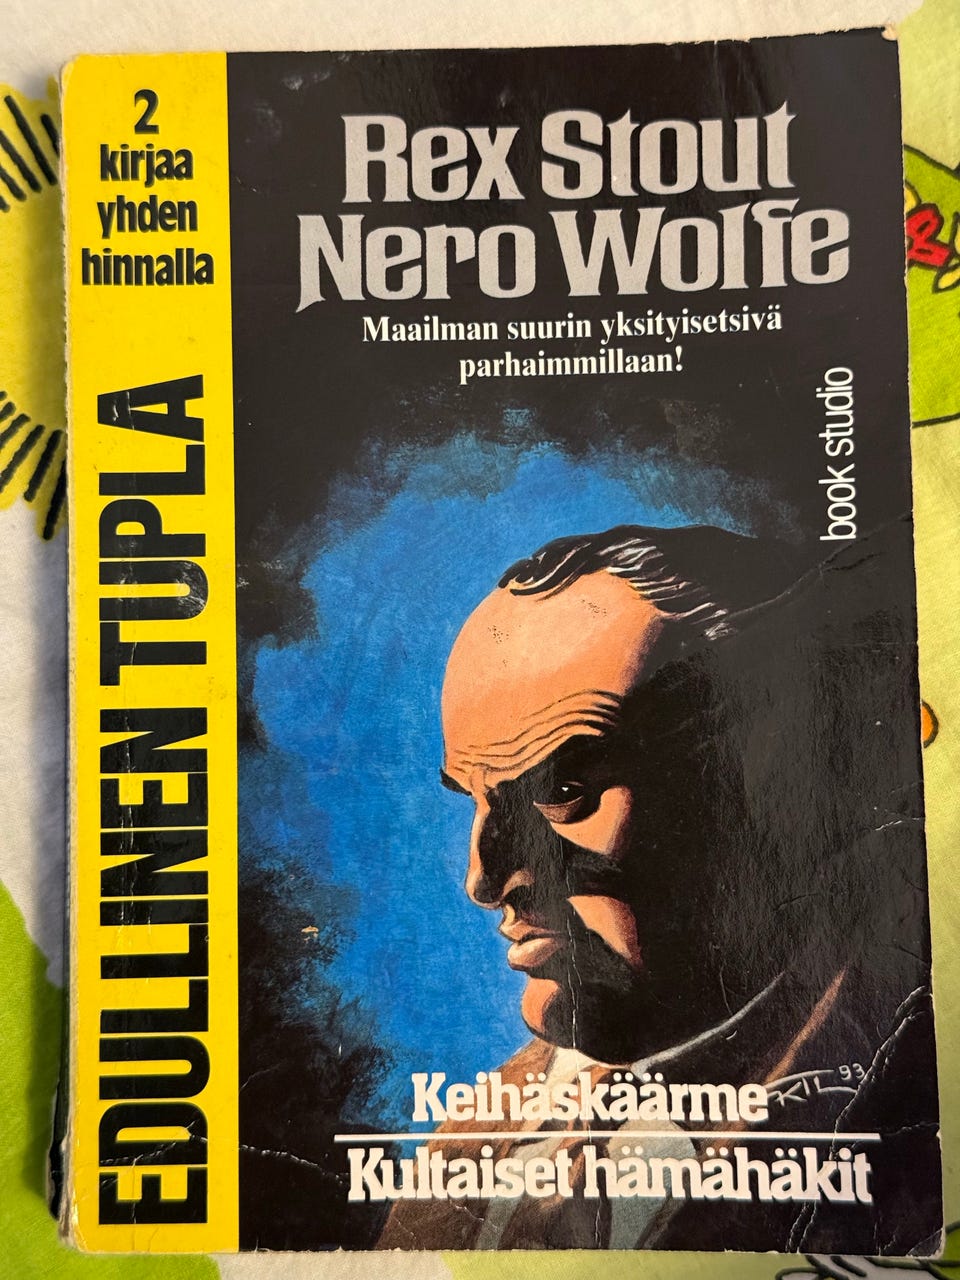 2
kirjaa
yhden
hinnalla
EDULLINEN TUPLA
Rex Stout
Nero Wolfe
Maailman suurin yksityisetsivä
parhaimmillaan!
book studio
Keihäskäärme
93
Kultaiset hämähäkit